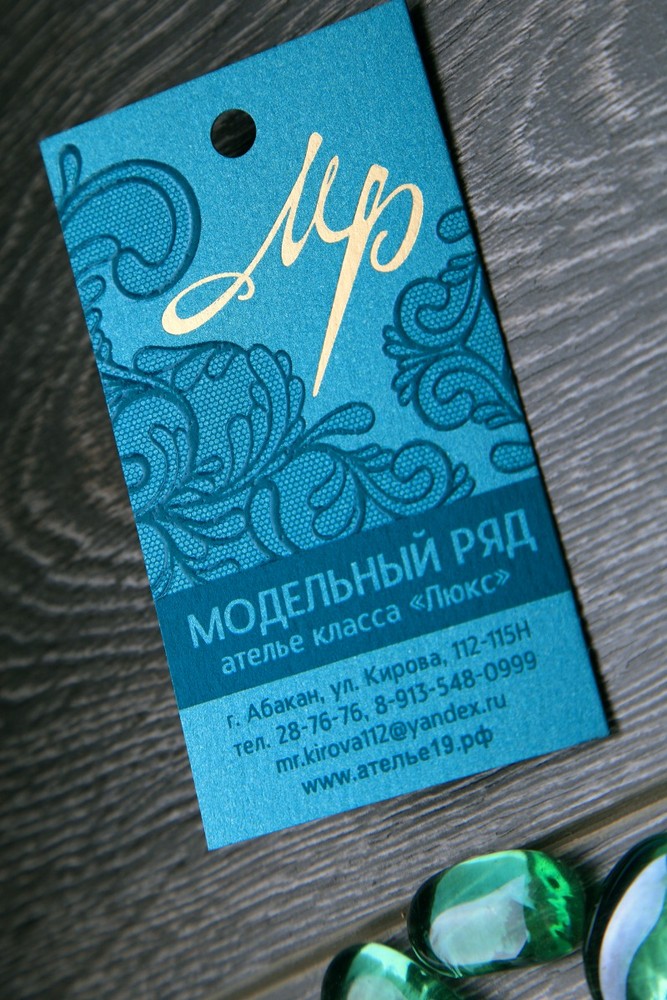 Мр
МОДЕЛЬНЫЙ РЯД
ателье класса «Люкс»
г. Абакан, ул. Кирова, 112-115Н
тел. 28-76-76, 8-913-548-0999
mr.kirova112@yandex.ru
www.ателье19.рф